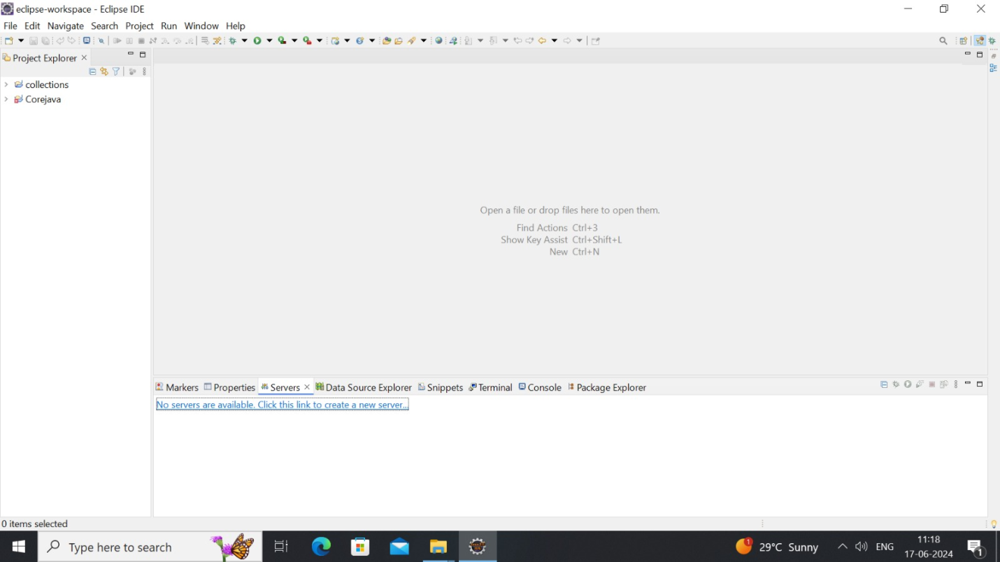 eclipse-workspace - Eclipse IDE
File Edit Navigate Search Project Run Window Help
Project Explorer
collections
Corejava
Open a file or drop files here to open them.
Find Actions Ctrl+3
Show Key Assist Ctrl+Shift+L
New Ctrl+N
Markers Properties Servers Data Source Explorer Snippets Terminal Console Package Explorer
No servers are available. Click this link to create a new server...
0 items selected
Type here to search
1
29°C Sunny
ENG
11:18
17-06-2024
1